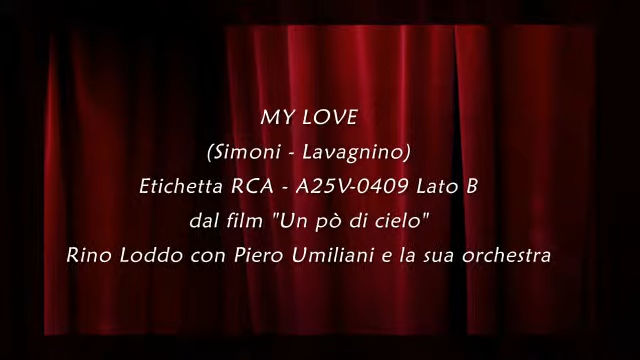 MY LOVE
(Simoni - Lavagnino)
Etichetta RCA - A25V-0409 Lato B
dal film "Un pò di cielo"
Rino Loddo con Piero Umiliani e la sua orchestra